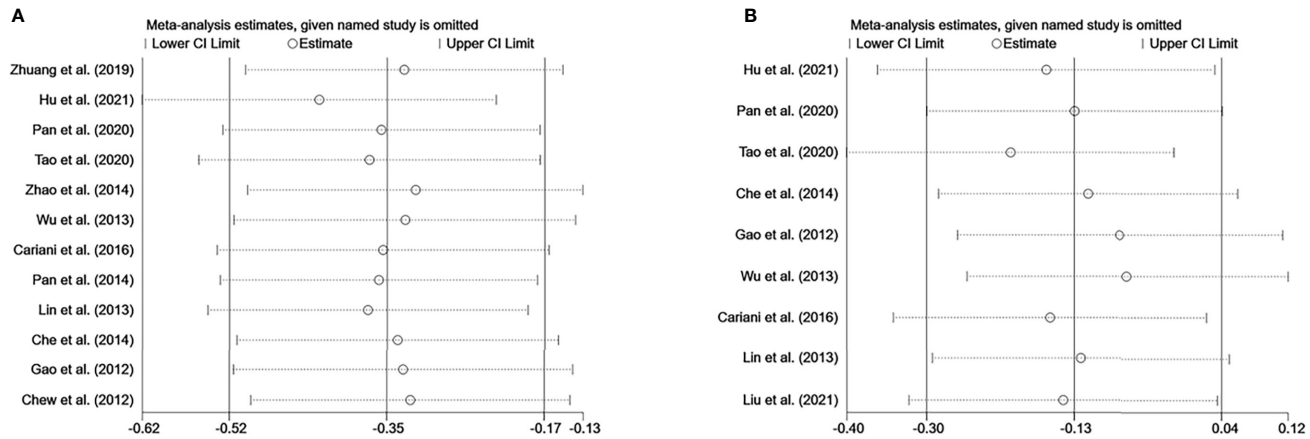 A
Meta-analysis estimates, given named study is omitted
| Lower CI Limit ○Estimate | Upper CI Limit
Zhuang et al. (2019)
Hu et al. (2021)
Pan et al. (2020)
Tao et al. (2020)
Zhao et al. (2014)
Wu et al. (2013)
Cariani et al. (2016)
Pan et al. (2014)
Lin et al. (2013)
Che et al. (2014)
Gao et al. (2012)
Chew et al. (2012)
-0.62 -0.52 -0.35 -0.17 -0.13
B
Meta-analysis estimates, given named study is omitted
| Lower CI Limit ○Estimate | Upper CI Limit
Hu et al. (2021)
Pan et al. (2020)
Tao et al. (2020)
Che et al. (2014)
Gao et al. (2012)
Wu et al. (2013)
Cariani et al. (2016)
Lin et al. (2013)
Liu et al. (2021)
-0.40 -0.30 -0.13 0.04 0.12